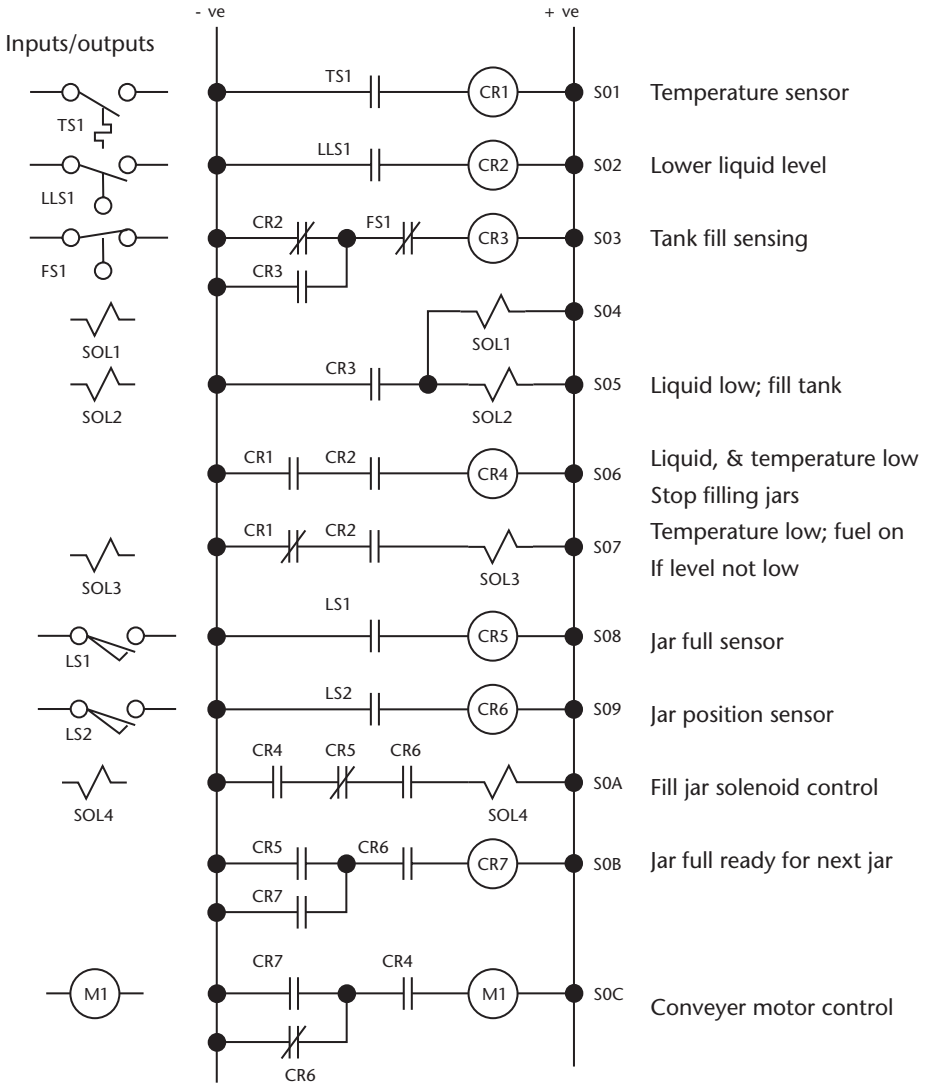 - ve
+ ve
Inputs/outputs
TS1
TS1
CR1
S01
Temperature sensor
LLS1
LLS1
CR2
S02
Lower liquid level
FS1
CR2
FS1
CR3
S03
Tank fill sensing
CR3
SOL1
SOL1
S04
SOL2
CR3
SOL2
S05
Liquid low; fill tank
CR1
CR2
CR4
S06
Liquid, & temperature low
Stop filling jars
SOL3
CR1
CR2
SOL3
S07
Temperature low; fuel on
If level not low
LS1
LS1
CR5
S08
Jar full sensor
LS2
LS2
CR6
S09
Jar position sensor
SOL4
CR4
CR5
CR6
SOL4
S0A
Fill jar solenoid control
CR5
CR6
CR7
S0B
Jar full ready for next jar
CR7
M1
CR7
CR4
M1
S0C
Conveyer motor control
CR6